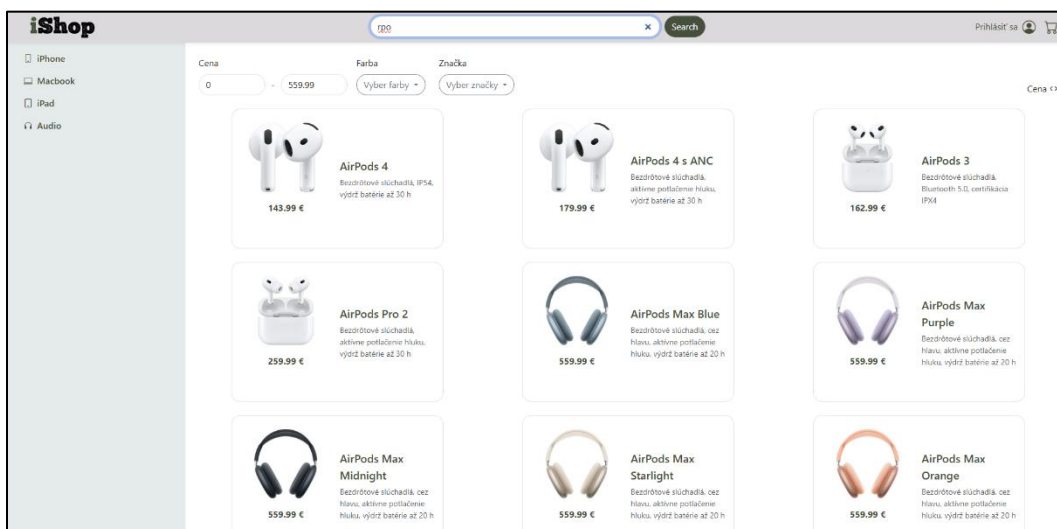 iShop
rpo
Search
Prihlásiť sa
iPhone
Macbook
iPad
Audio
Cena
Farba
Značka
0
-
559.99
Vyber farby
Vyber značky
Cena
AirPods 4
Bezdrôtové slúchadlá, IP54,
výdrž batérie až 30 h
143.99 €
AirPods 4 s ANC
Bezdrôtové slúchadlá,
aktívne potlačenie hluku,
výdrž batérie až 30 h
179.99 €
AirPods 3
Bezdrôtové slúchadlá,
Bluetooth 5.0, certifikácia
IPX4
162.99 €
AirPods Pro 2
Bezdrôtové slúchadlá,
aktívne potlačenie hluku,
výdrž batérie až 30 h
259.99 €
AirPods Max Blue
Bezdrôtové slúchadlá, cez
hlavu, aktívne potlačenie
hluku, výdrž batérie až 20 h
559.99 €
AirPods Max
Purple
Bezdrôtové slúchadlá, cez
hlavu, aktívne potlačenie
hluku, výdrž batérie až 20 h
559.99 €
AirPods Max
Midnight
Bezdrôtové slúchadlá, cez
hlavu, aktívne potlačenie
hluku, výdrž batérie až 20 h
559.99 €
AirPods Max
Starlight
Bezdrôtové slúchadlá, cez
hlavu, aktívne potlačenie
hluku, výdrž batérie až 20 h
559.99 €
AirPods Max
Orange
Bezdrôtové slúchadlá, cez
hlavu, aktívne potlačenie
hluku, výdrž batérie až 20 h
559.99 €